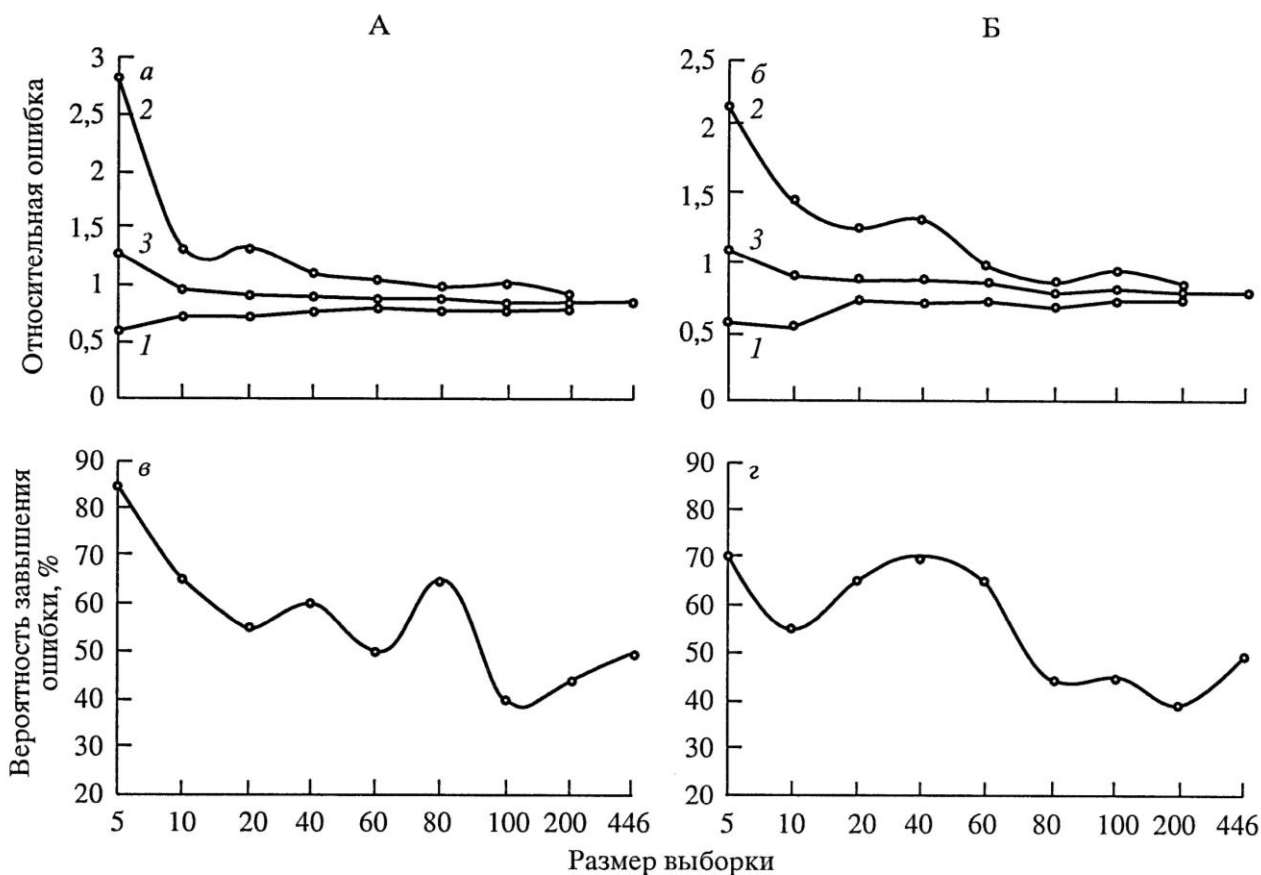 А
Б
Относительная ошибка
3
2,5
2
1,5
1
0,5
0
а
2
3
1
2,5
2
1,5
1
0,5
0
б
2
3
1
Вероятность завышения
ошибки, %
90
80
70
60
50
40
30
20
в
90
80
70
60
50
40
30
20
г
5 10 20 40 60 80 100 200 446
5 10 20 40 60 80 100 200 446
Размер выборки